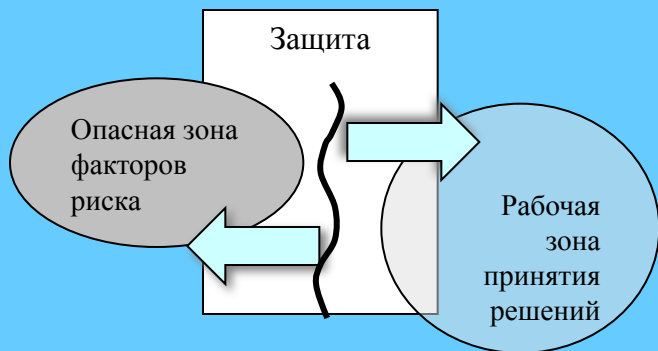 Защита
Опасная зона
факторов
риска
Рабочая
зона
принятия
решений